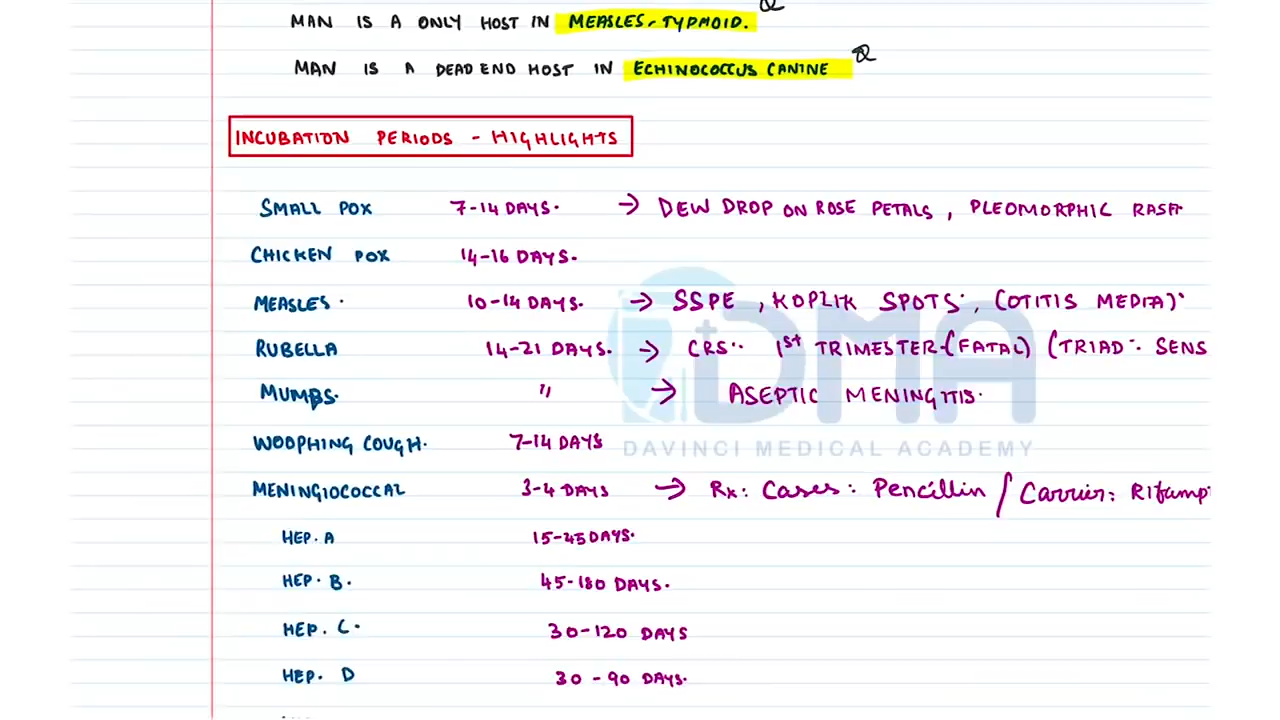 MAN IS A ONLY HOST IN MEASLES, TYPHOID. Q
MAN IS A DEAD END HOST IN ECHINOCOCCUS CANINE Q
INCUBATION PERIODS - HIGHLIGHTS
SMALL POX 7-14 DAYS. → DEW DROP ON ROSE PETALS, PLEOMORPHIC RASH
CHICKEN POX 14-16 DAYS.
MEASLES. 10-14 DAYS. → SSPE, KOPLIK SPOTS, (OTITIS MEDIA)
RUBELLA 14-21 DAYS. → CRS: 1st TRIMESTER-(FATAL) (TRIAD: SENS
MUMBS. " → ASEPTIC MENINGITIS.
WOOPHING COUGH. 7-14 DAYS
MENINGIOCOCCAL 3-4 DAYS → Rx: Cases: Pencillin / Carrier: Rifamp
HEP. A 15-45 DAYS.
HEP. B. 45-180 DAYS.
HEP. C. 30-120 DAYS
HEP. D 30-90 DAYS.
DMA
DAVINCI MEDICAL ACADEMY